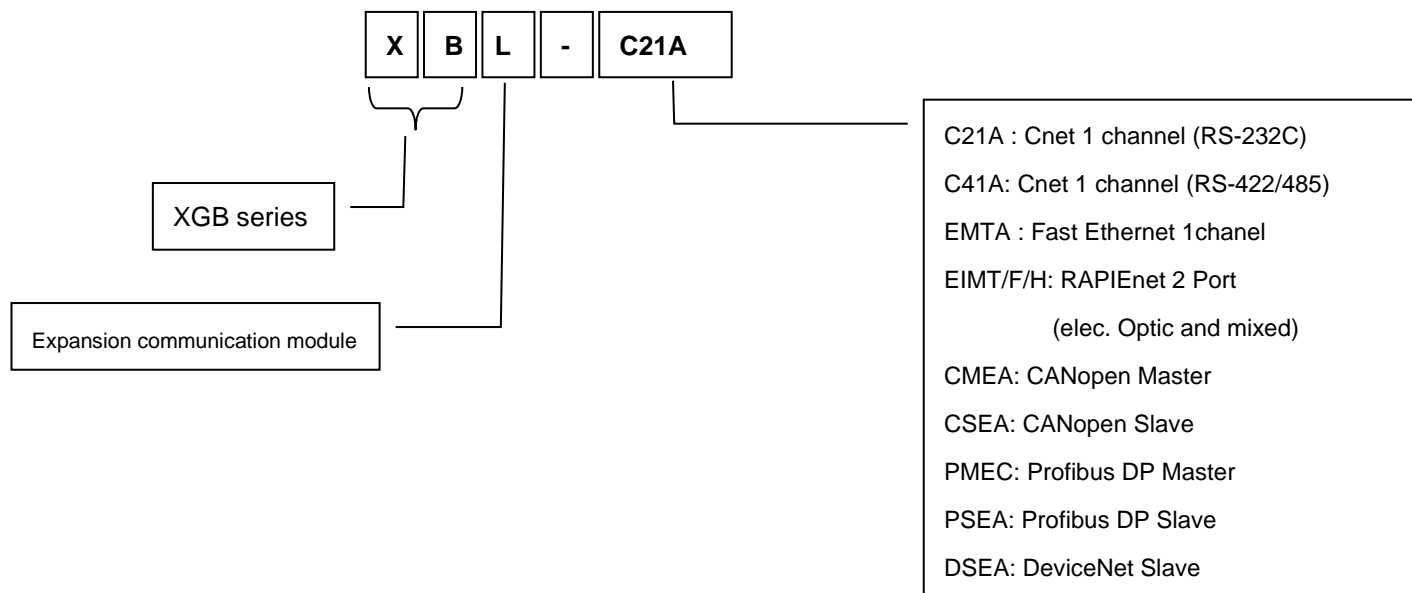 X B L - C21A
C21A : Cnet 1 channel (RS-232C)
C41A: Cnet 1 channel (RS-422/485)
EMTA : Fast Ethernet 1chanel
EIMT/F/H: RAPIEnet 2 Port
(elec. Optic and mixed)
CMEA: CANopen Master
CSEA: CANopen Slave
PMEC: Profibus DP Master
PSEA: Profibus DP Slave
DSEA: DeviceNet Slave
XGB series
Expansion communication module